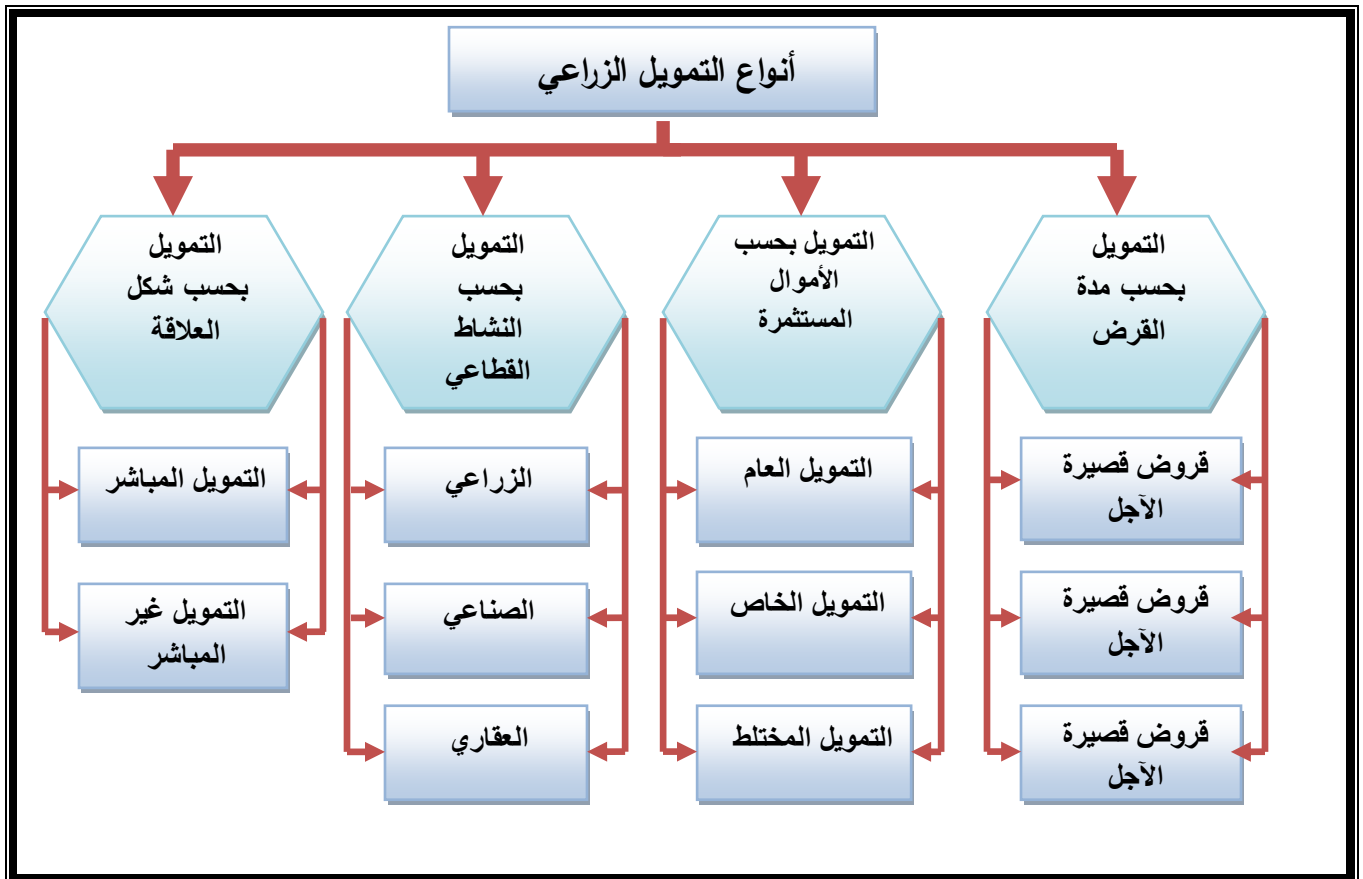 أنواع التمويل الزراعي
التمويل
بحسب مدة
القرض
قروض قصيرة
الآجل
قروض قصيرة
الآجل
قروض قصيرة
الآجل
التمويل بحسب
الأموال
المستثمرة
التمويل العام
التمويل الخاص
التمويل المختلط
التمويل
بحسب
النشاط
القطاعي
الزراعي
الصناعي
العقاري
التمويل
بحسب شكل
العلاقة
التمويل المباشر
التمويل غير
المباشر